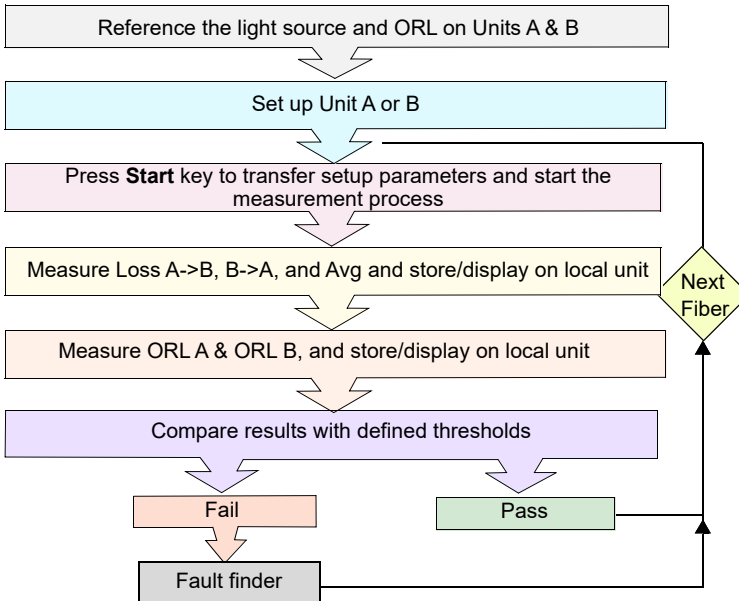 Reference the light source and ORL on Units A & B
Set up Unit A or B
Press Start key to transfer setup parameters and start the
measurement process
Measure Loss A->B, B->A, and Avg and store/display on local unit
Next
Fiber
Measure ORL A & ORL B, and store/display on local unit
Compare results with defined thresholds
Fail
Pass
Fault finder